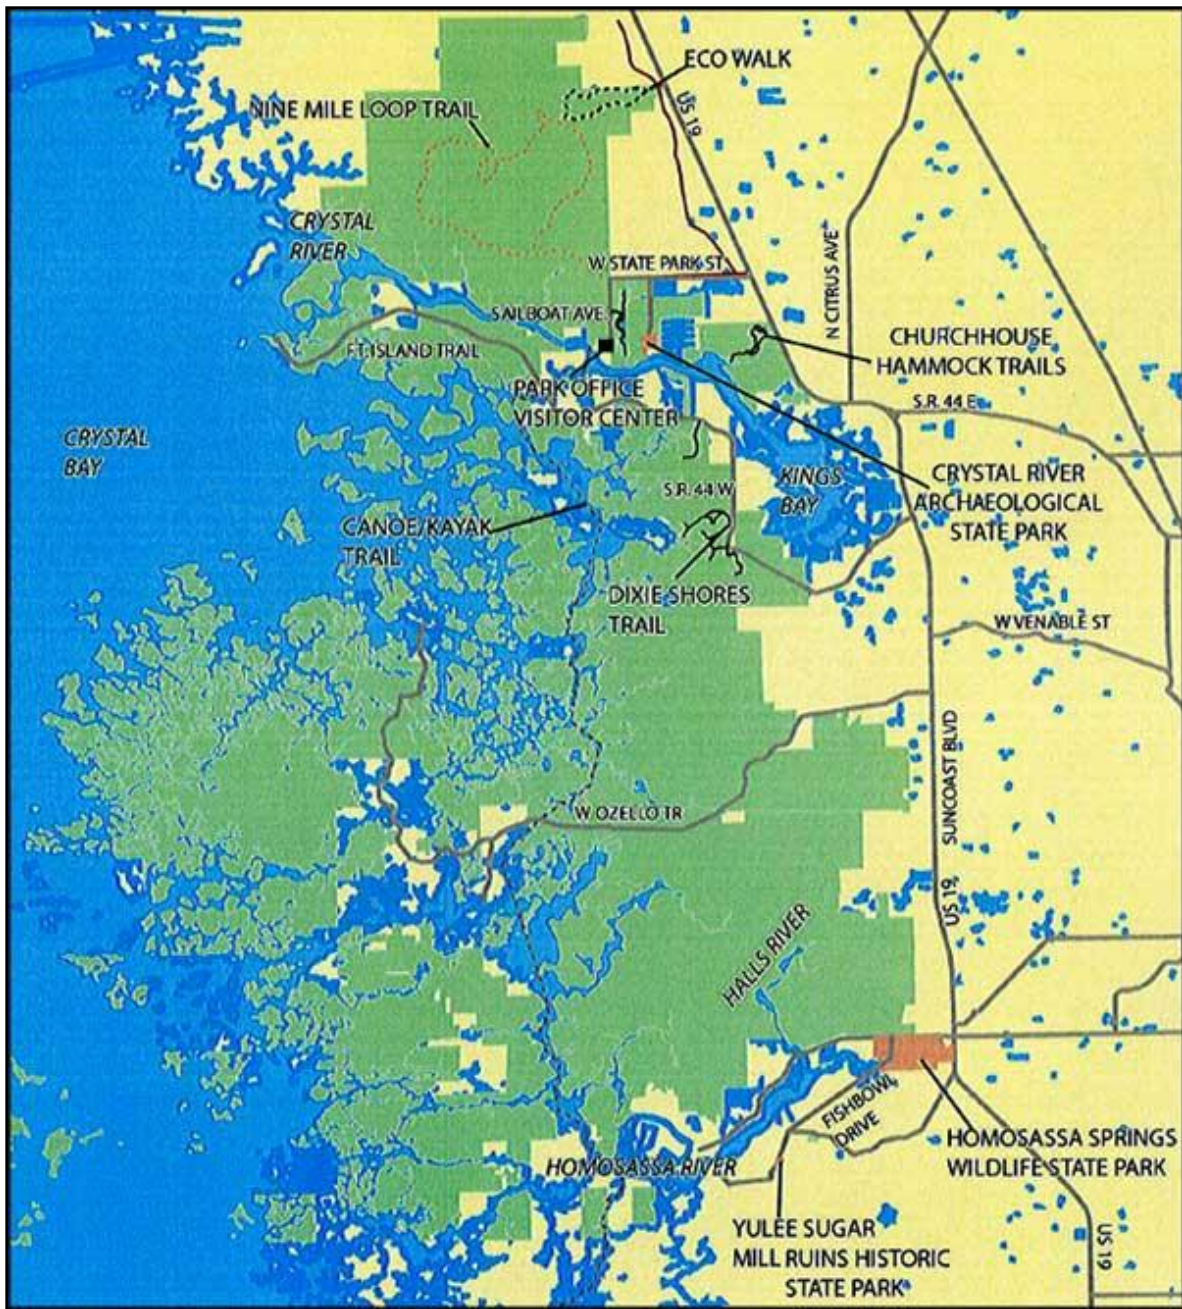 ECO WALK
NINE MILE LOOP TRAIL
US 19
CRYSTAL
RIVER
N CITRUS AVE
W STATE PARK ST
SAILBOAT AVE
FT. ISLAND TRAIL
CHURCHHOUSE
HAMMOCK TRAILS
PARK OFFICE
VISITOR CENTER
S.R. 44 E
CRYSTAL
BAY
KINGS
BAY
S.R. 44 W
CRYSTAL RIVER
ARCHAEOLOGICAL
STATE PARK
CANOE/KAYAK
TRAIL
DIXIE SHORES
TRAIL
W VENABLE ST
W OZELLO TR
US 19, SUNCOAST BLVD
HALLS RIVER
FISHBOWL
DRIVE
HOMOSASSA SPRINGS
WILDLIFE STATE PARK
HOMOSASSA RIVER
YULEE SUGAR
MILL RUINS HISTORIC
STATE PARK
US 19